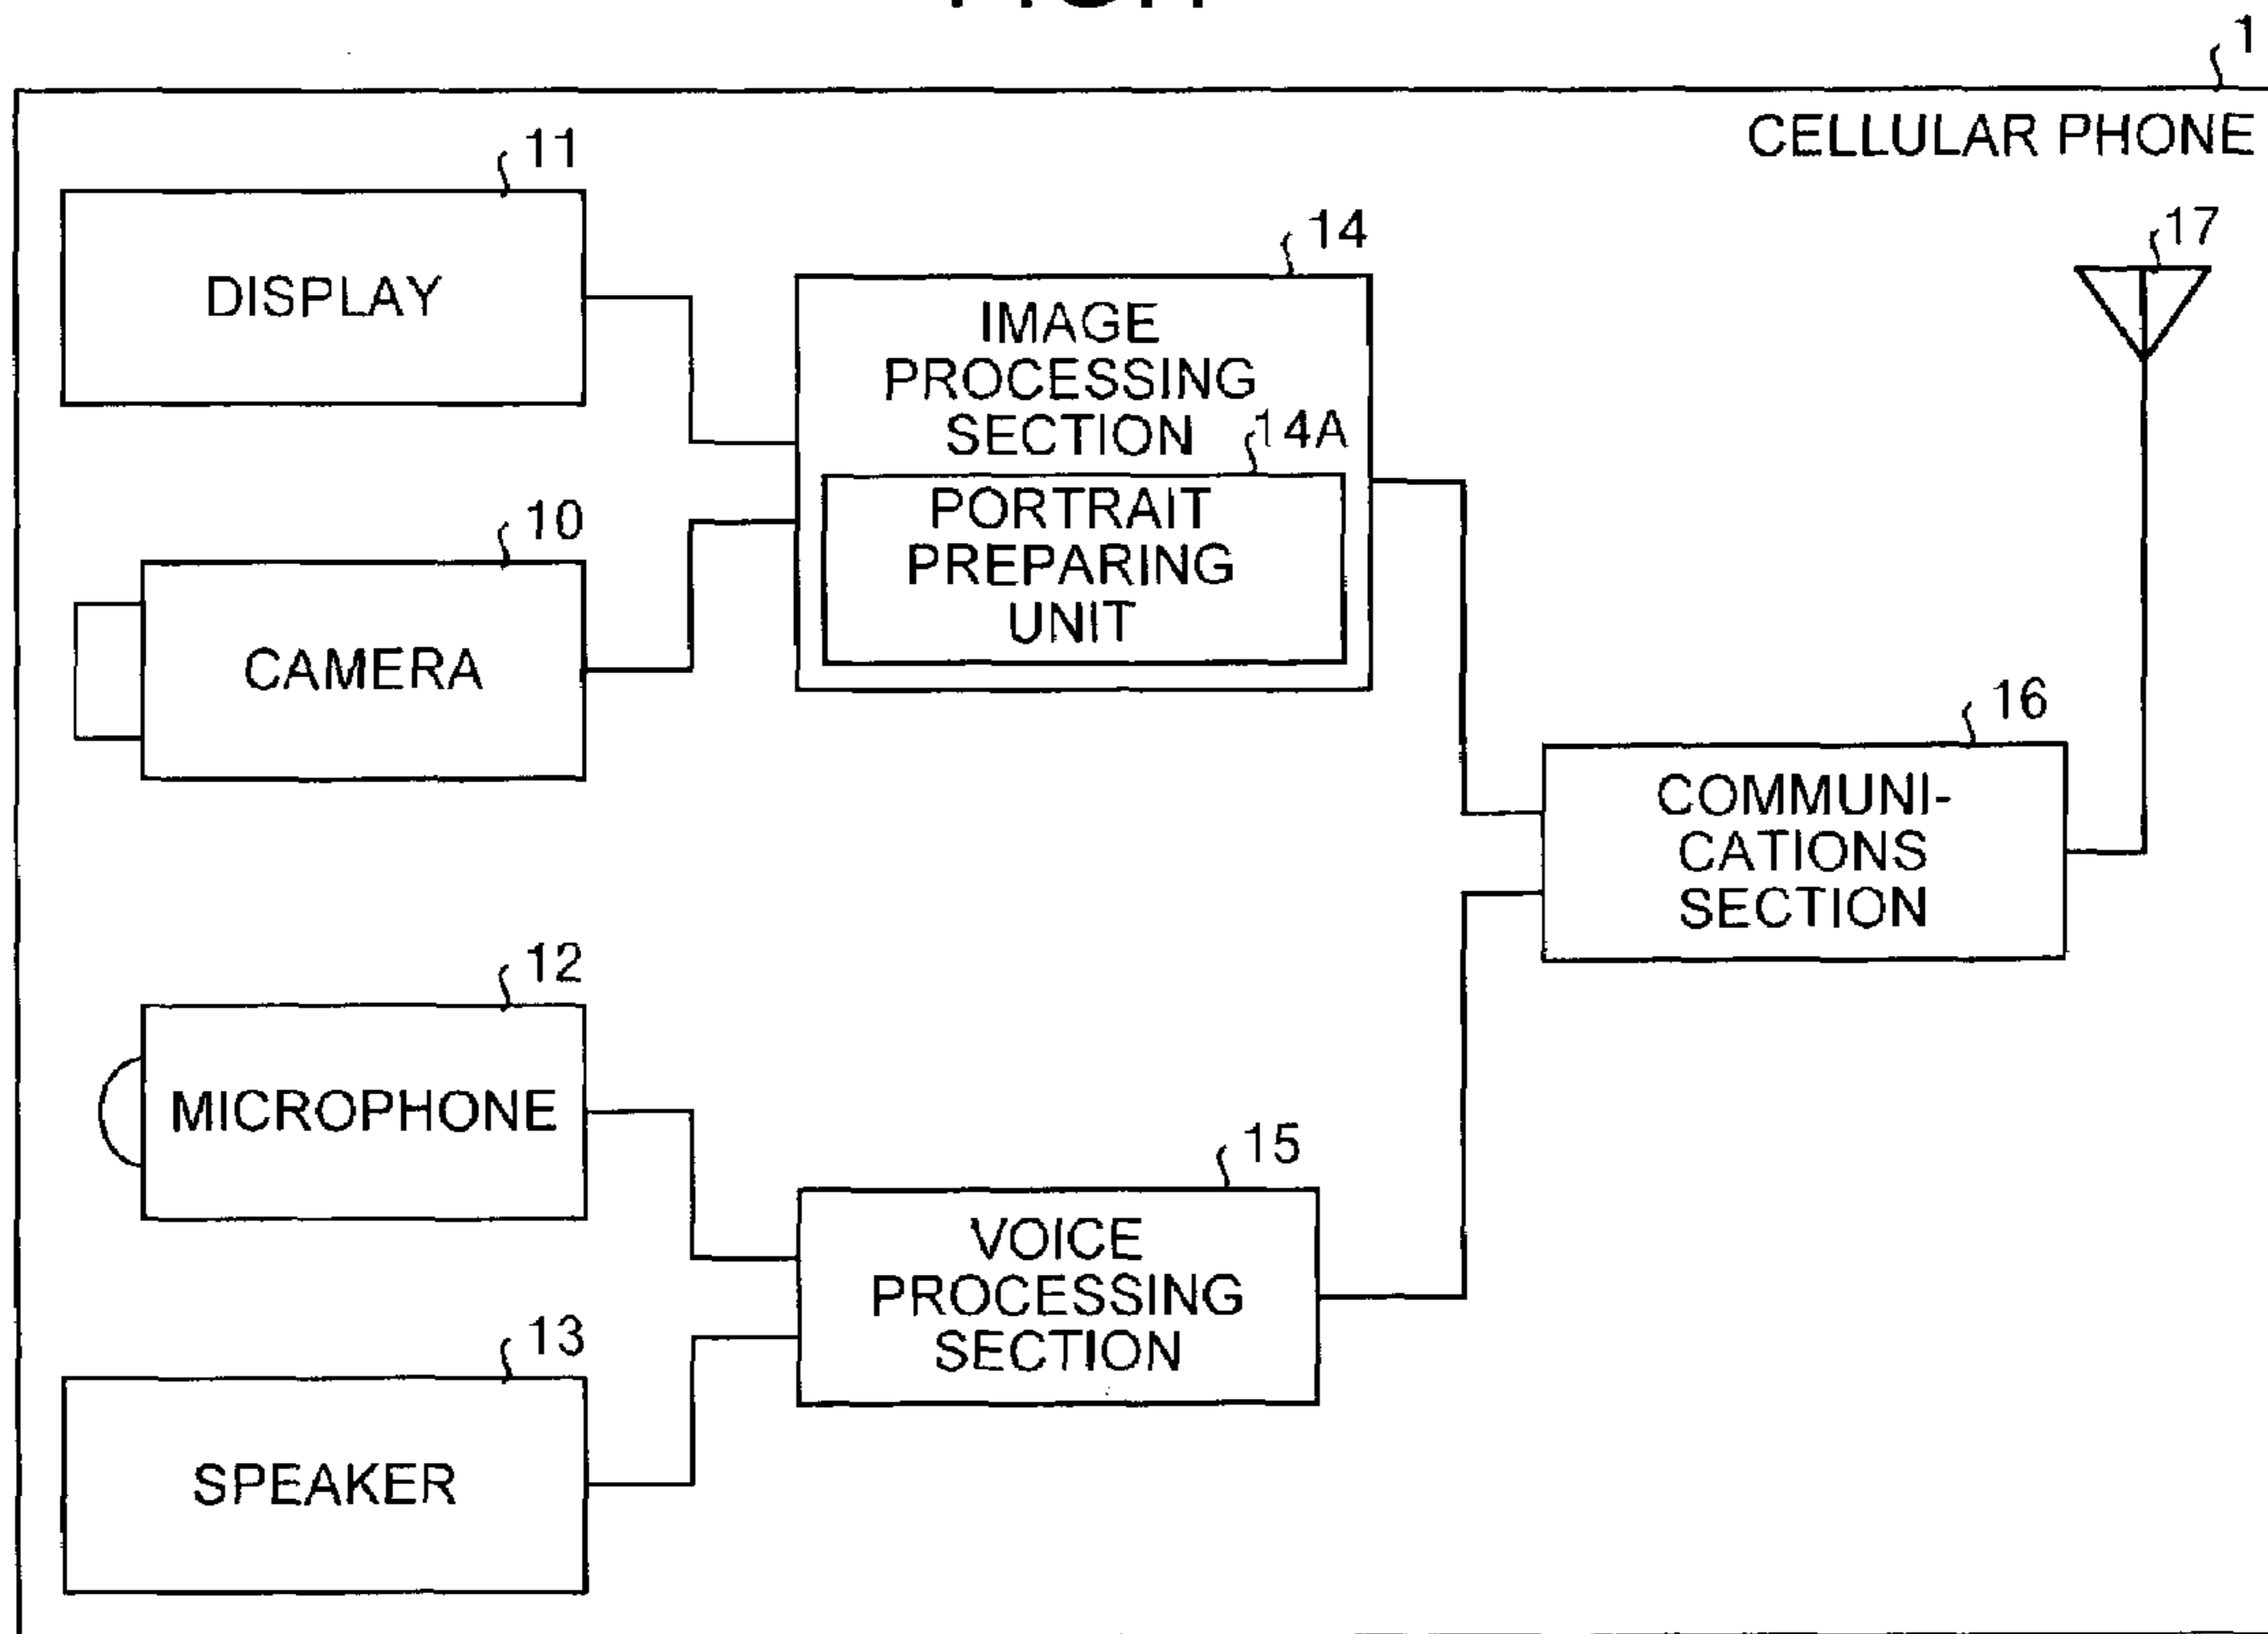 1
CELLULAR PHONE
11
DISPLAY
14
IMAGE
PROCESSING
SECTION
14A
PORTRAIT
PREPARING
UNIT
17
10
CAMERA
16
COMMUNI-
CATIONS
SECTION
12
MICROPHONE
15
VOICE
PROCESSING
SECTION
13
SPEAKER